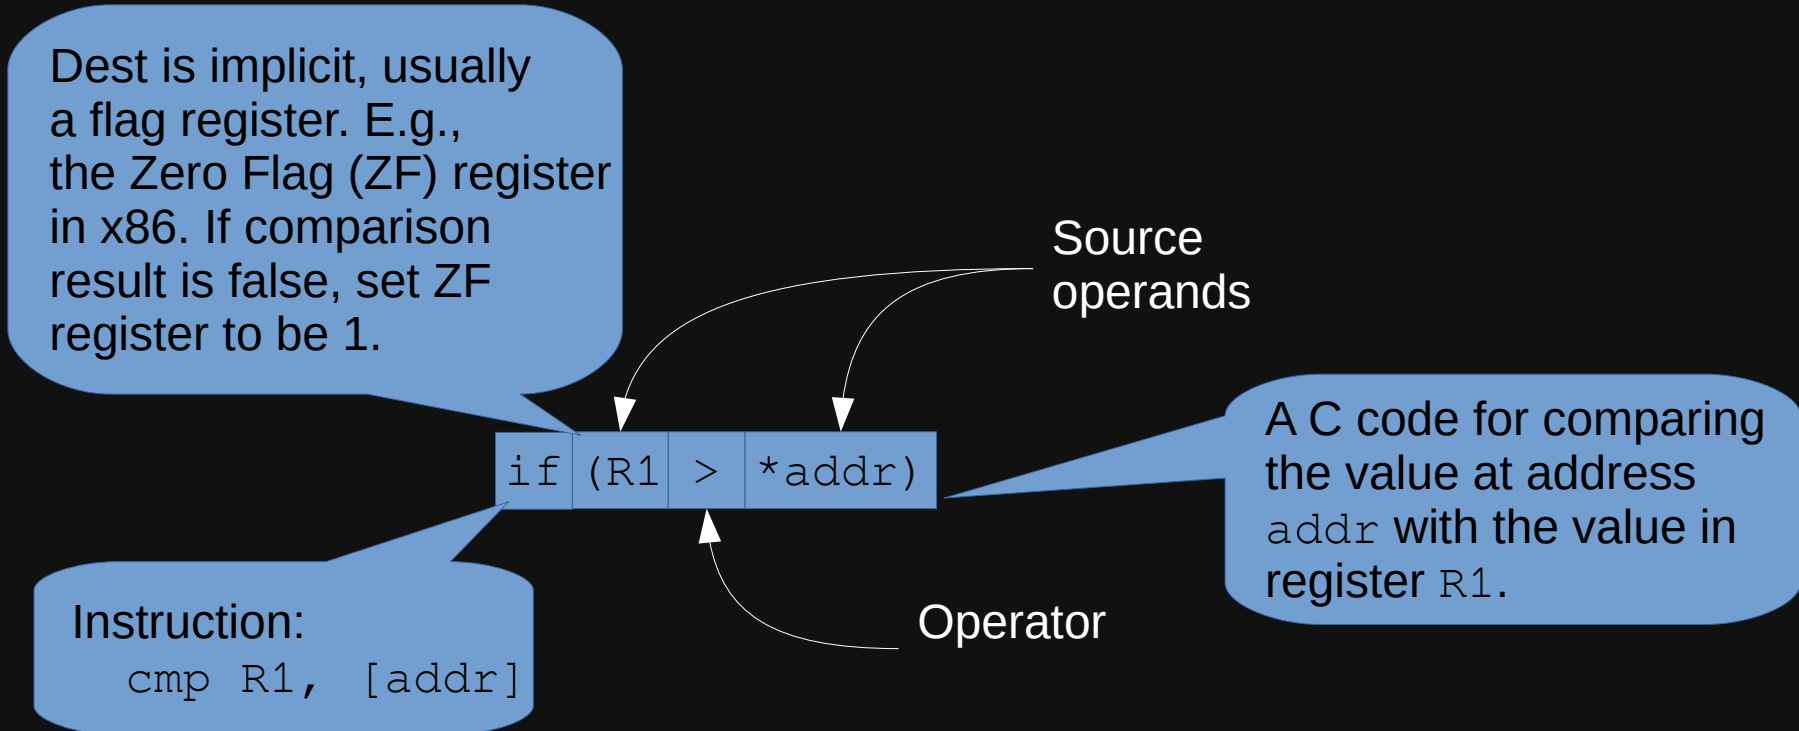 Dest is implicit, usually
a flag register. E.g.,
the Zero Flag (ZF) register
in x86. If comparison
result is false, set ZF
register to be 1.
Source
operands
if (R1 > *addr)
A C code for comparing
the value at address
addr with the value in
register R1.
Instruction:
cmp R1, [addr]
Operator